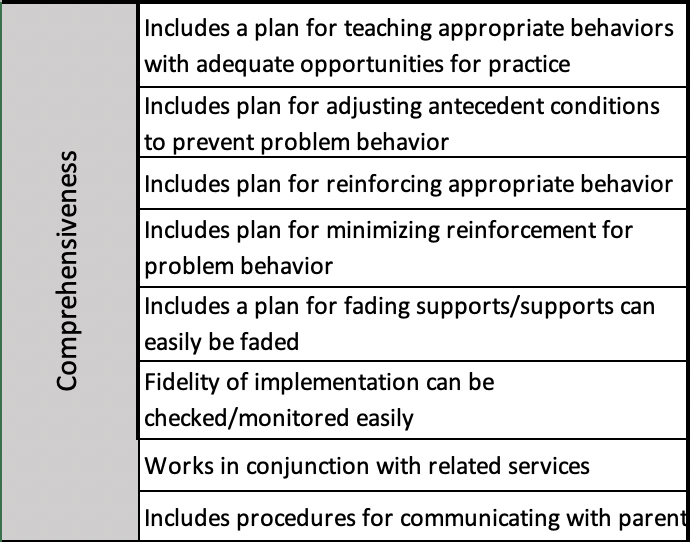 Comprehensiveness
Includes a plan for teaching appropriate behaviors
with adequate opportunities for practice
Includes plan for adjusting antecedent conditions
to prevent problem behavior
Includes plan for reinforcing appropriate behavior
Includes plan for minimizing reinforcement for
problem behavior
Includes a plan for fading supports/supports can
easily be faded
Fidelity of implementation can be
checked/monitored easily
Works in conjunction with related services
Includes procedures for communicating with parent